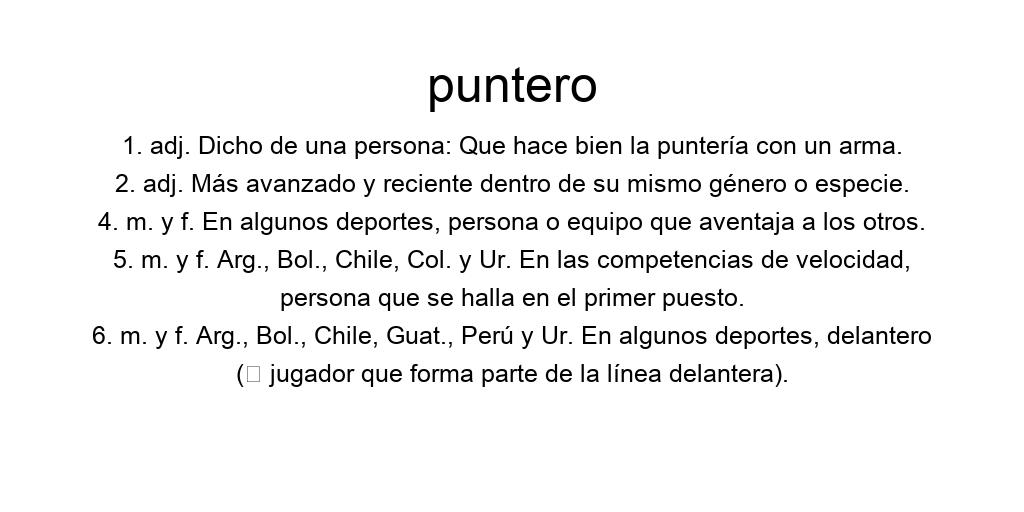 puntero
1. adj. Dicho de una persona: Que hace bien la puntería con un arma.
2. adj. Más avanzado y reciente dentro de su mismo género o especie.
4. m. y f. En algunos deportes, persona o equipo que aventaja a los otros.
5. m. y f. Arg., Bol., Chile, Col. y Ur. En las competencias de velocidad,
persona que se halla en el primer puesto.
6. m. y f. Arg., Bol., Chile, Guat., Perú y Ur. En algunos deportes, delantero
(▯ jugador que forma parte de la línea delantera).